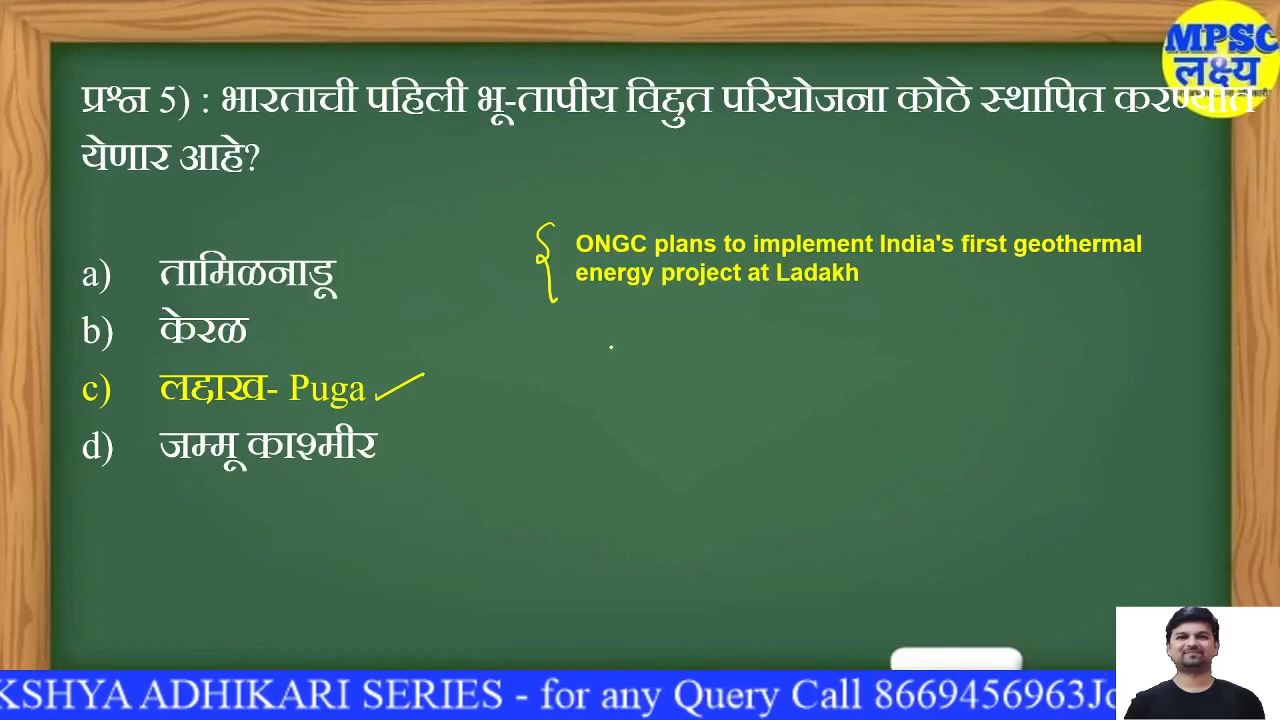 MPSC
लक्ष्य
प्रश्न 5) : भारताची पहिली भू-तापीय विद्दुत परियोजना कोठे स्थापित करण्यात
येणार आहे?
ONGC plans to implement India's first geothermal
energy project at Ladakh
a) तामिळनाडू
b) केरळ
c) लद्दाख- Puga
d) जम्मू काश्मीर
KSHYA ADHIKARI SERIES - for any Query Call 8669456963Jo